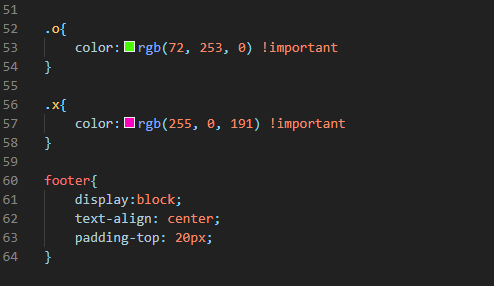 51
52 .o{
53 color: rgb(72, 253, 0) !important
54 }
55
56 .x{
57 color: rgb(255, 0, 191) !important
58 }
59
60 footer{
61 display:block;
62 text-align: center;
63 padding-top: 20px;
64 }